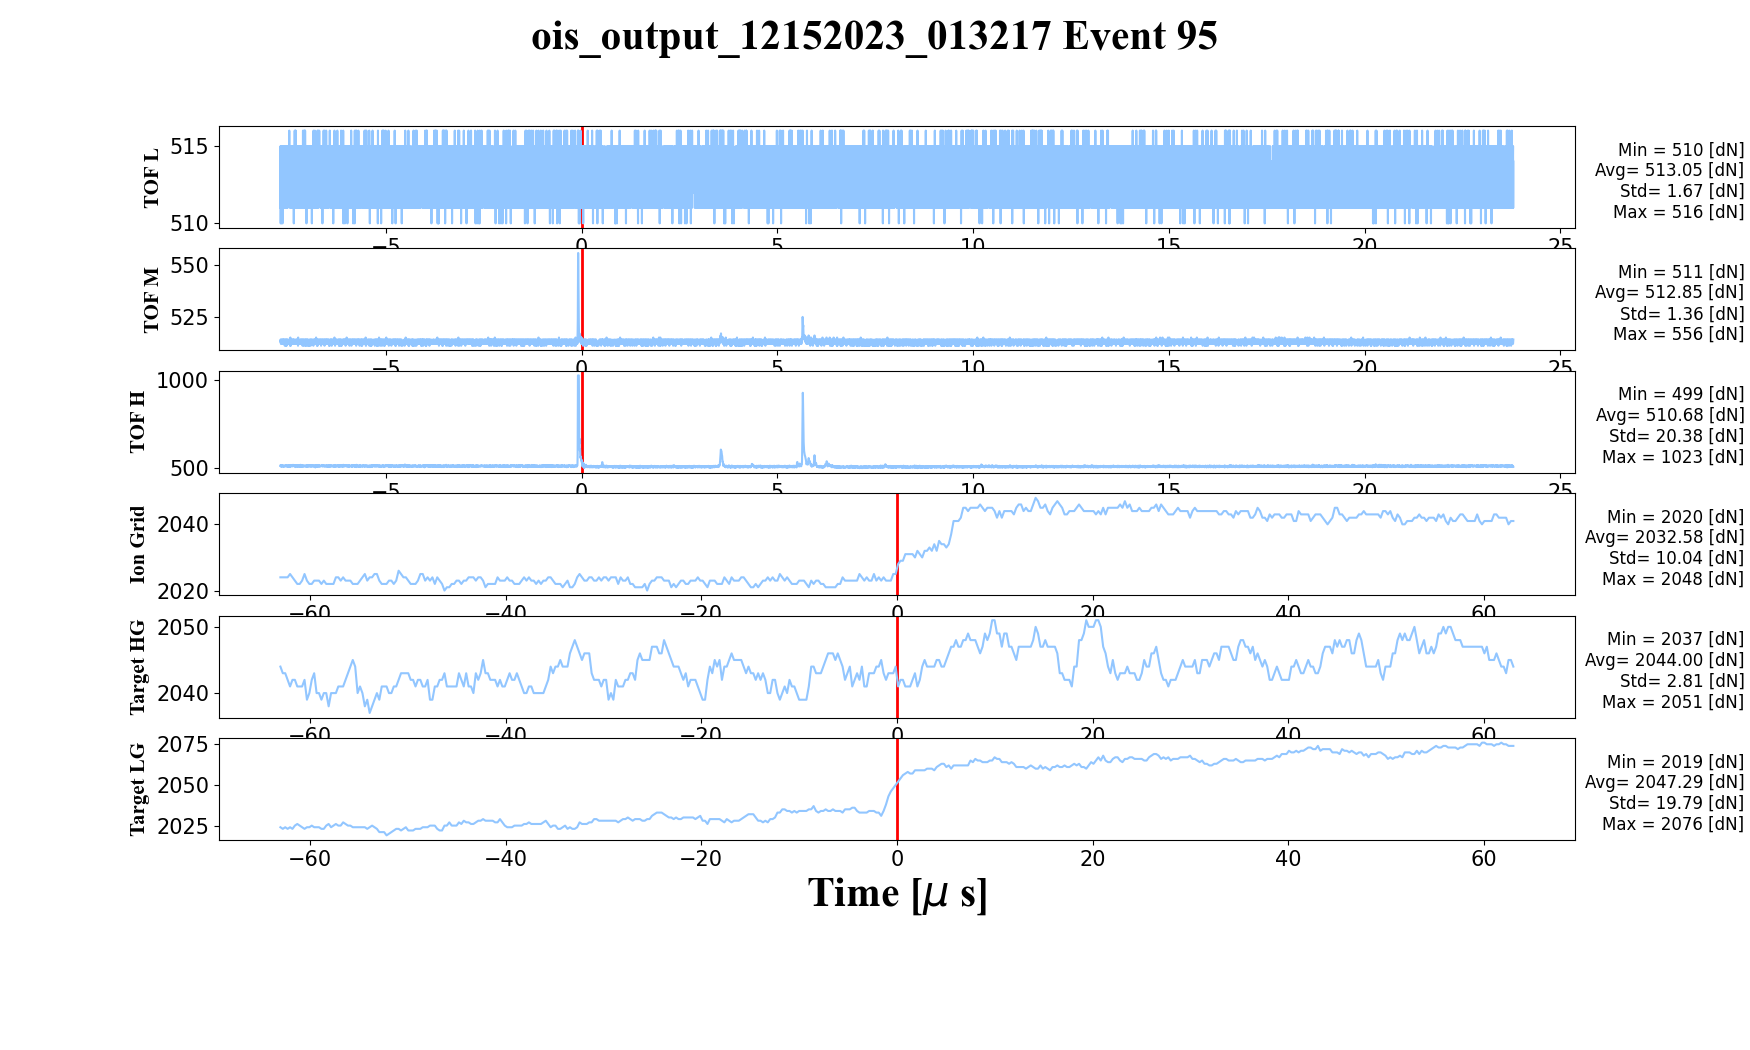 ois_output_12152023_013217 Event 95
TOF L
515
510
−5 0 5 10 15 20 25
Min = 510 [dN]
Avg= 513.05 [dN]
Std= 1.67 [dN]
Max = 516 [dN]
TOF M
550
525
−5 0 5 10 15 20 25
Min = 511 [dN]
Avg= 512.85 [dN]
Std= 1.36 [dN]
Max = 556 [dN]
TOF H
1000
500
−5 0 5 10 15 20 25
Min = 499 [dN]
Avg= 510.68 [dN]
Std= 20.38 [dN]
Max = 1023 [dN]
Ion Grid
2040
2020
−60 −40 −20 0 20 40 60
Min = 2020 [dN]
Avg= 2032.58 [dN]
Std= 10.04 [dN]
Max = 2048 [dN]
Target HG
2050
2040
−60 −40 −20 0 20 40 60
Min = 2037 [dN]
Avg= 2044.00 [dN]
Std= 2.81 [dN]
Max = 2051 [dN]
Target LG
2075
2050
2025
−60 −40 −20 0 20 40 60
Min = 2019 [dN]
Avg= 2047.29 [dN]
Std= 19.79 [dN]
Max = 2076 [dN]
Time [μ s]